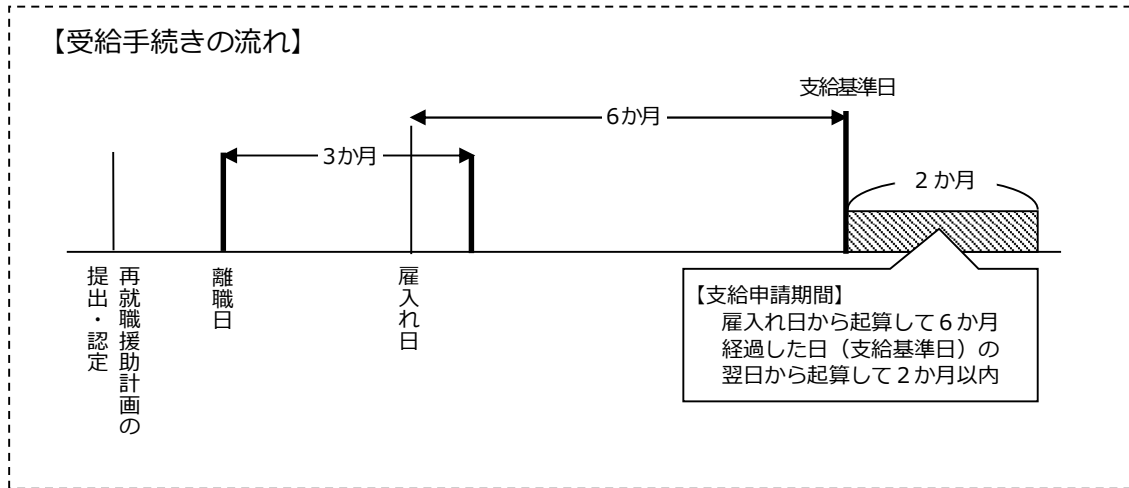 【受給手続きの流れ】
支給基準日
6か月
3か月
2か月
再就職援助計画の
提出・認定
離職日
雇入れ日
【支給申請期間】
雇入れ日から起算して6か月
経過した日（支給基準日）の
翌日から起算して2か月以内